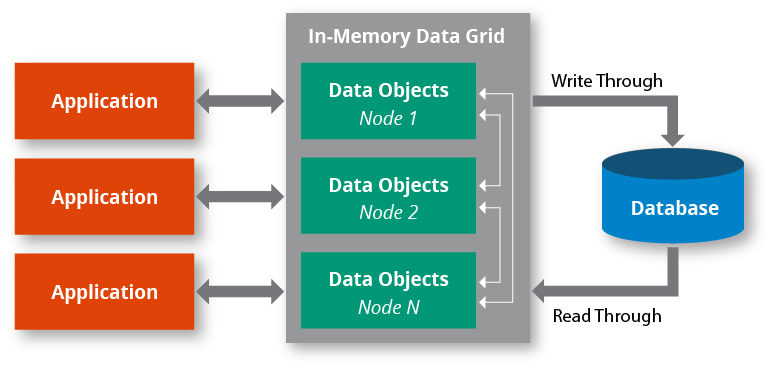 In-Memory Data Grid
Application
Data Objects
Node 1
Write Through
Application
Data Objects
Node 2
Database
Application
Data Objects
Node N
Read Through